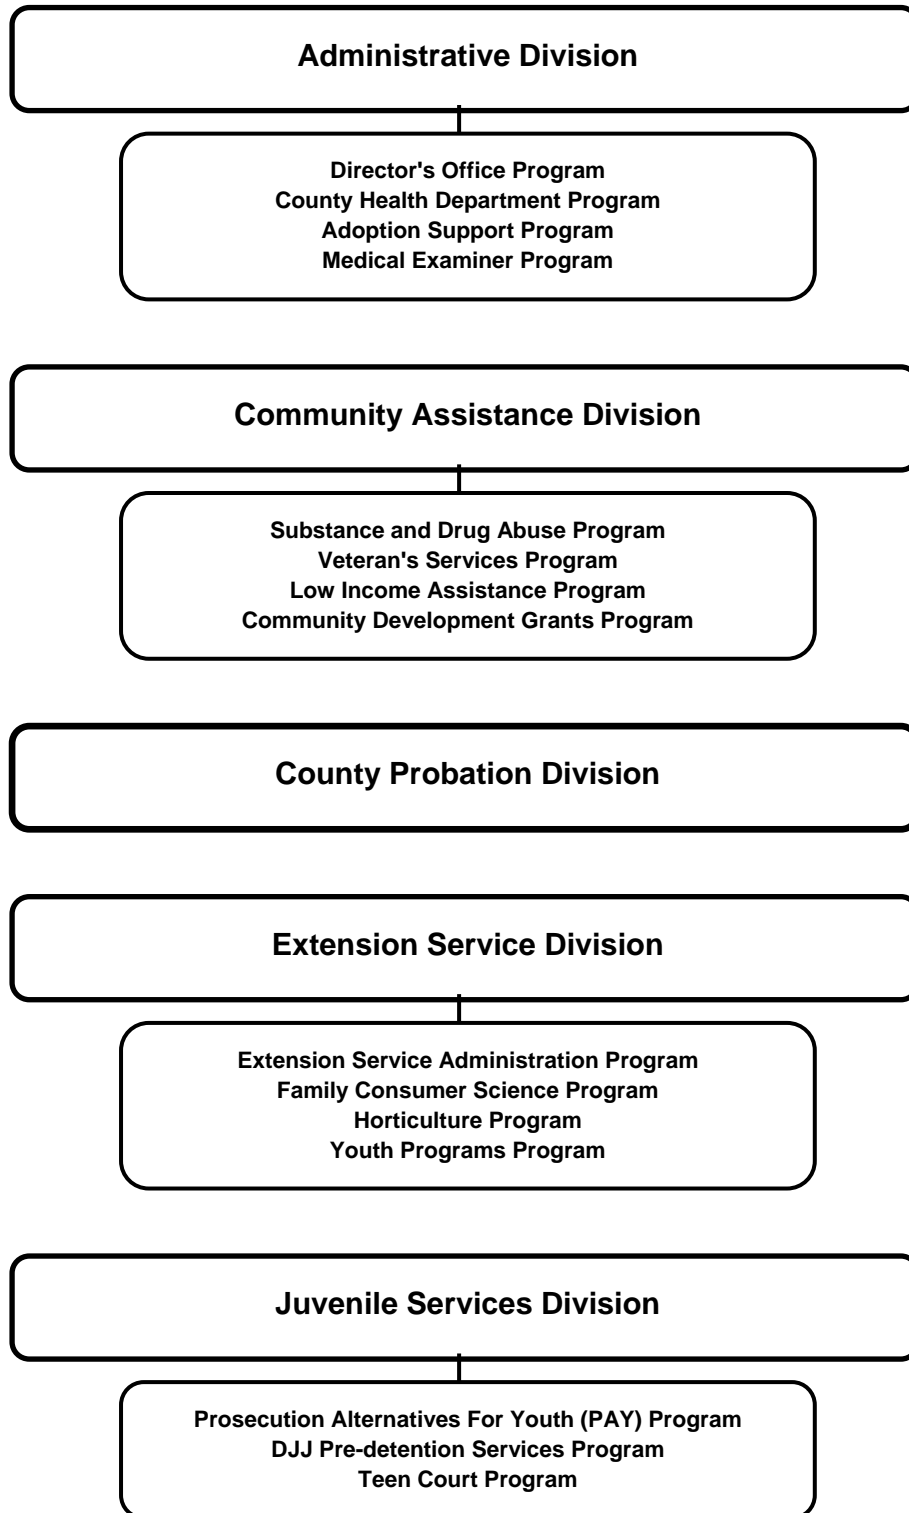 Administrative Division
Director's Office Program
County Health Department Program
Adoption Support Program
Medical Examiner Program
Community Assistance Division
Substance and Drug Abuse Program
Veteran's Services Program
Low Income Assistance Program
Community Development Grants Program
County Probation Division
Extension Service Division
Extension Service Administration Program
Family Consumer Science Program
Horticulture Program
Youth Programs Program
Juvenile Services Division
Prosecution Alternatives For Youth (PAY) Program
DJJ Pre-detention Services Program
Teen Court Program